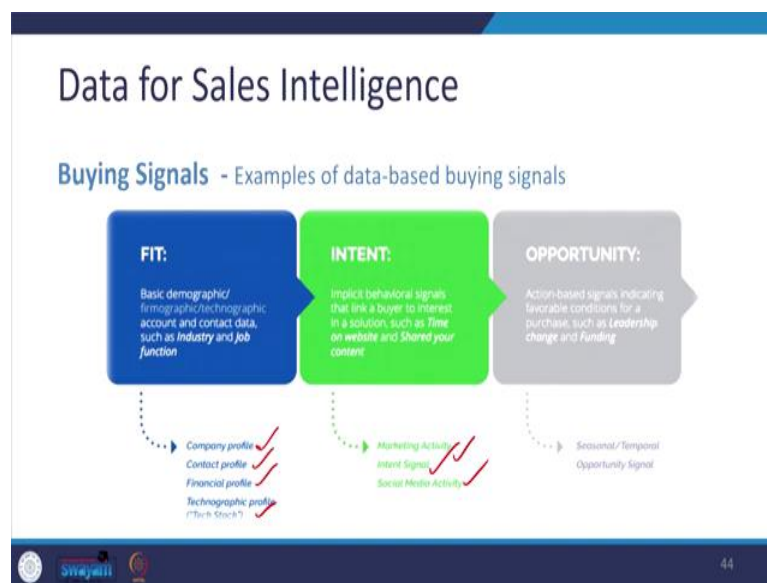 Data for Sales Intelligence
Buying Signals - Examples of data-based buying signals
FIT:
Basic demographic/
firmographic/technographic
account and contact data,
such as Industry and Job
function
INTENT:
Implicit behavioral signals
that link a buyer to interest
in a solution, such as Time
on website and Shared your
content
OPPORTUNITY:
Action-based signals indicating
favorable conditions for a
purchase, such as Leadership
change and Funding
Company profile
Contact profile
Financial profile
Technographic profile
("Tech Stack")
Marketing Activity
Intent Signal
Social Media Activity
Seasonal/Temporal
Opportunity Signal
swayam
44